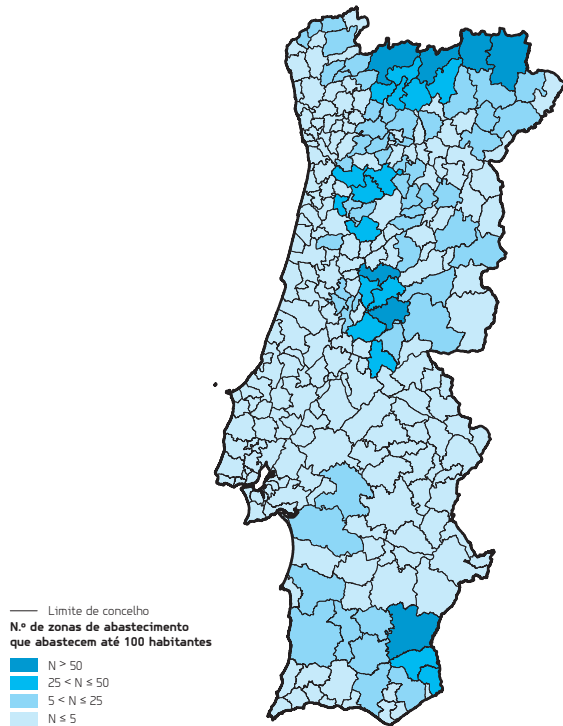 Limite de concelho
N.º de zonas de abastecimento
que abastecem até 100 habitantes
N > 50
25 < N ≤ 50
5 < N ≤ 25
N ≤ 5